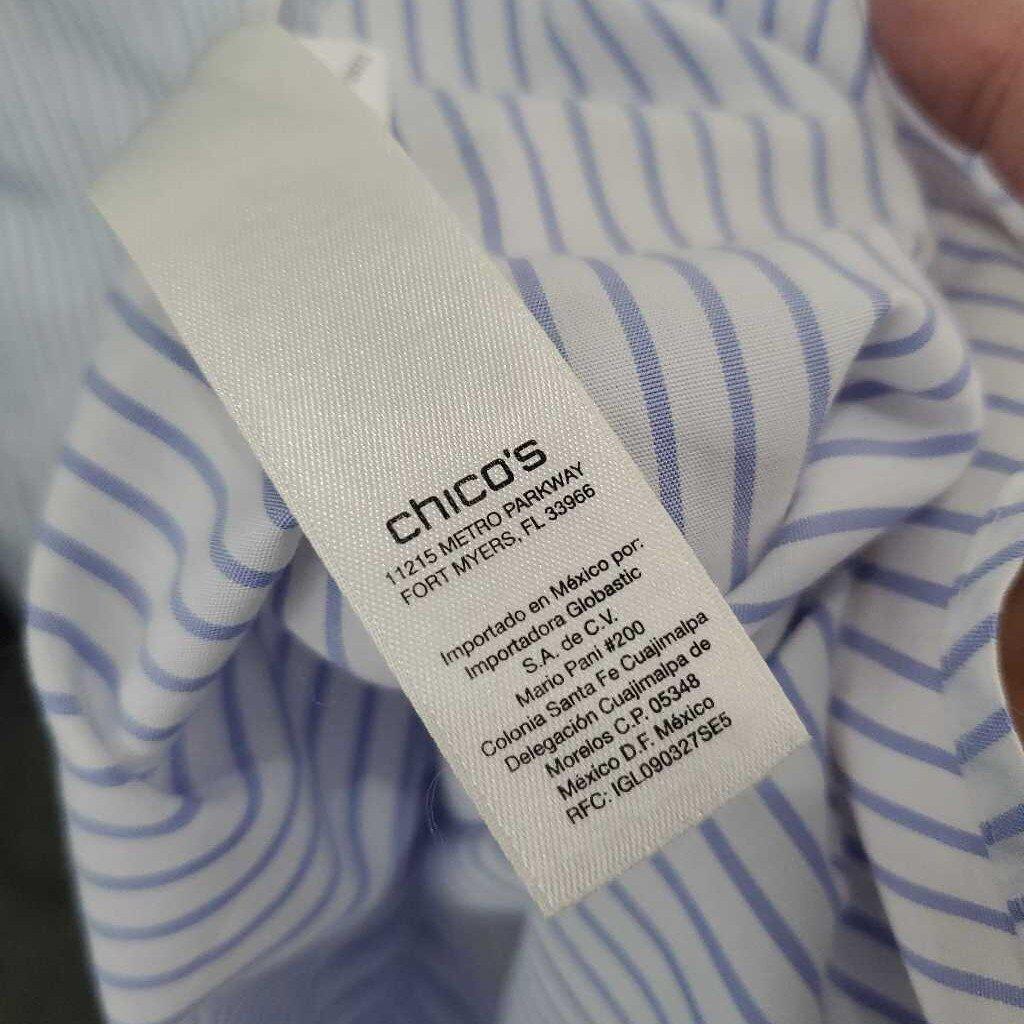 chico's
11215 METRO PARKWAY
FORT MYERS, FL 33966
Importado en México por:
Importadora Globastic
S.A. de C.V.
Mario Pani #200
Colonia Santa Fe Cuajimalpa
Delegación Cuajimalpa de
Morelos C.P. 05348
México D.F. México
RFC: IGL090327SE5